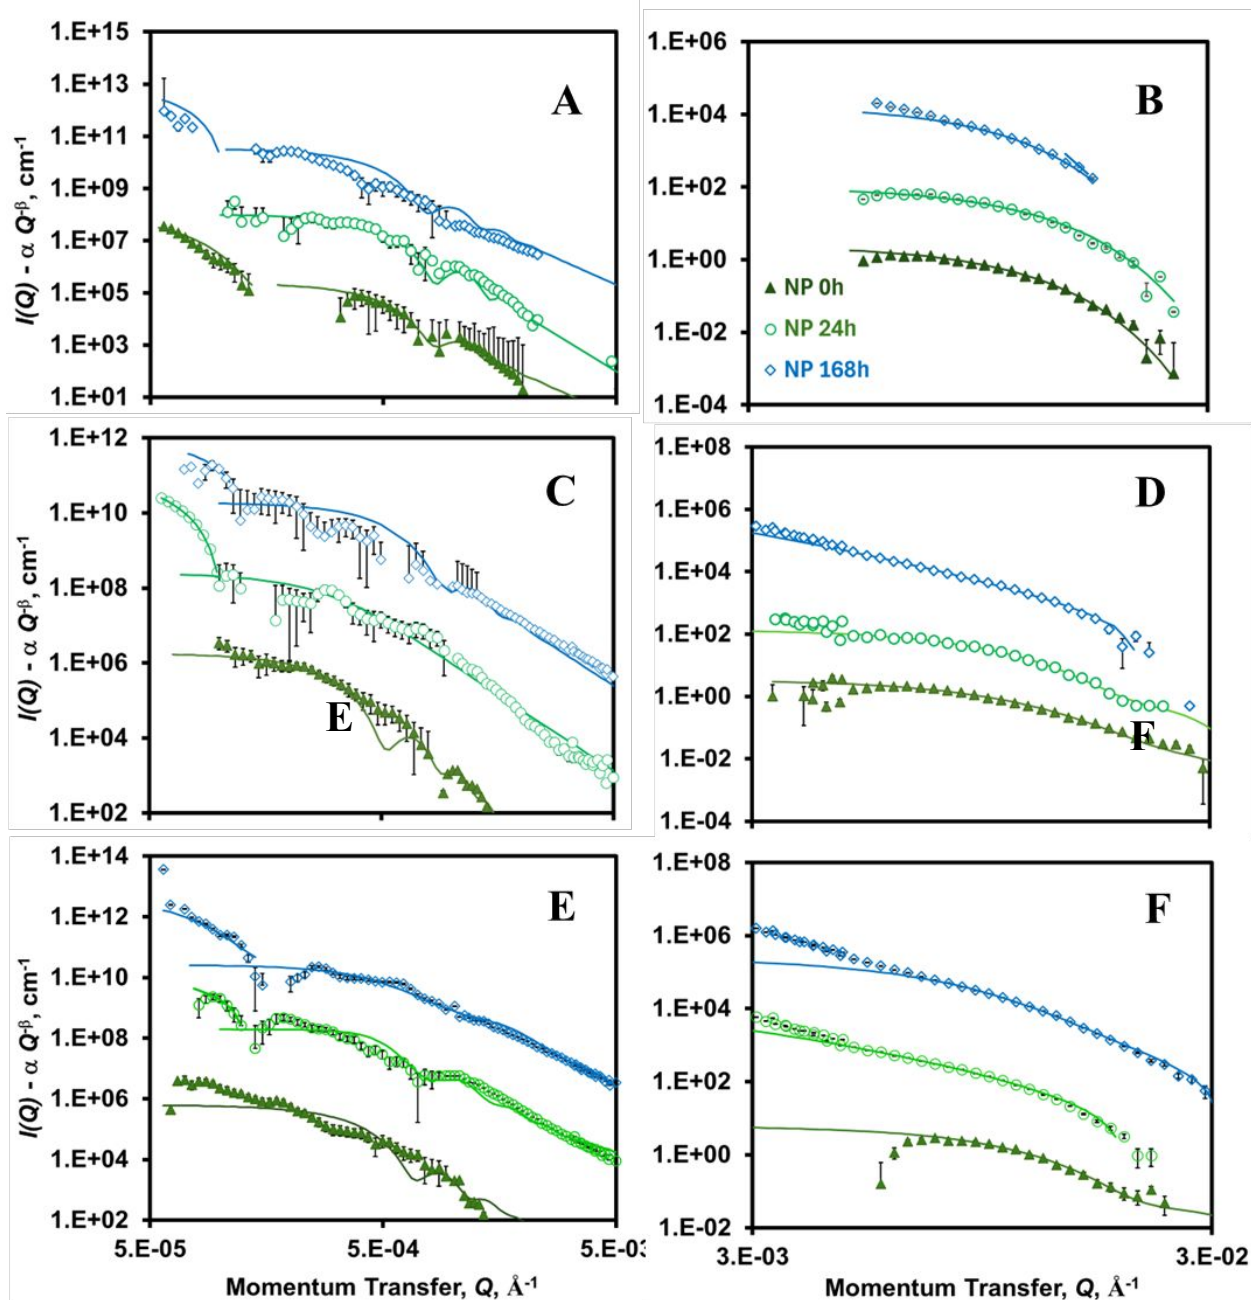 1.E+15
1.E+13
1.E+11
1.E+09
1.E+07
1.E+05
1.E+03
1.E+01
I(Q) - α Q-β, cm-1
A
1.E+06
1.E+04
1.E+02
1.E+00
1.E-02
1.E-04
B
NP 0h
NP 24h
NP 168h
1.E+12
1.E+10
1.E+08
1.E+06
1.E+04
1.E+02
I(Q) - α Q-β, cm-1
C
E
1.E+08
1.E+06
1.E+04
1.E+02
1.E+00
1.E-02
1.E-04
D
F
1.E+14
1.E+12
1.E+10
1.E+08
1.E+06
1.E+04
1.E+02
I(Q) - α Q-β, cm-1
E
5.E-05 5.E-04 5.E-03
Momentum Transfer, Q, Å-1
1.E+08
1.E+06
1.E+04
1.E+02
1.E+00
1.E-02
F
3.E-03 3.E-02
Momentum Transfer, Q, Å-1